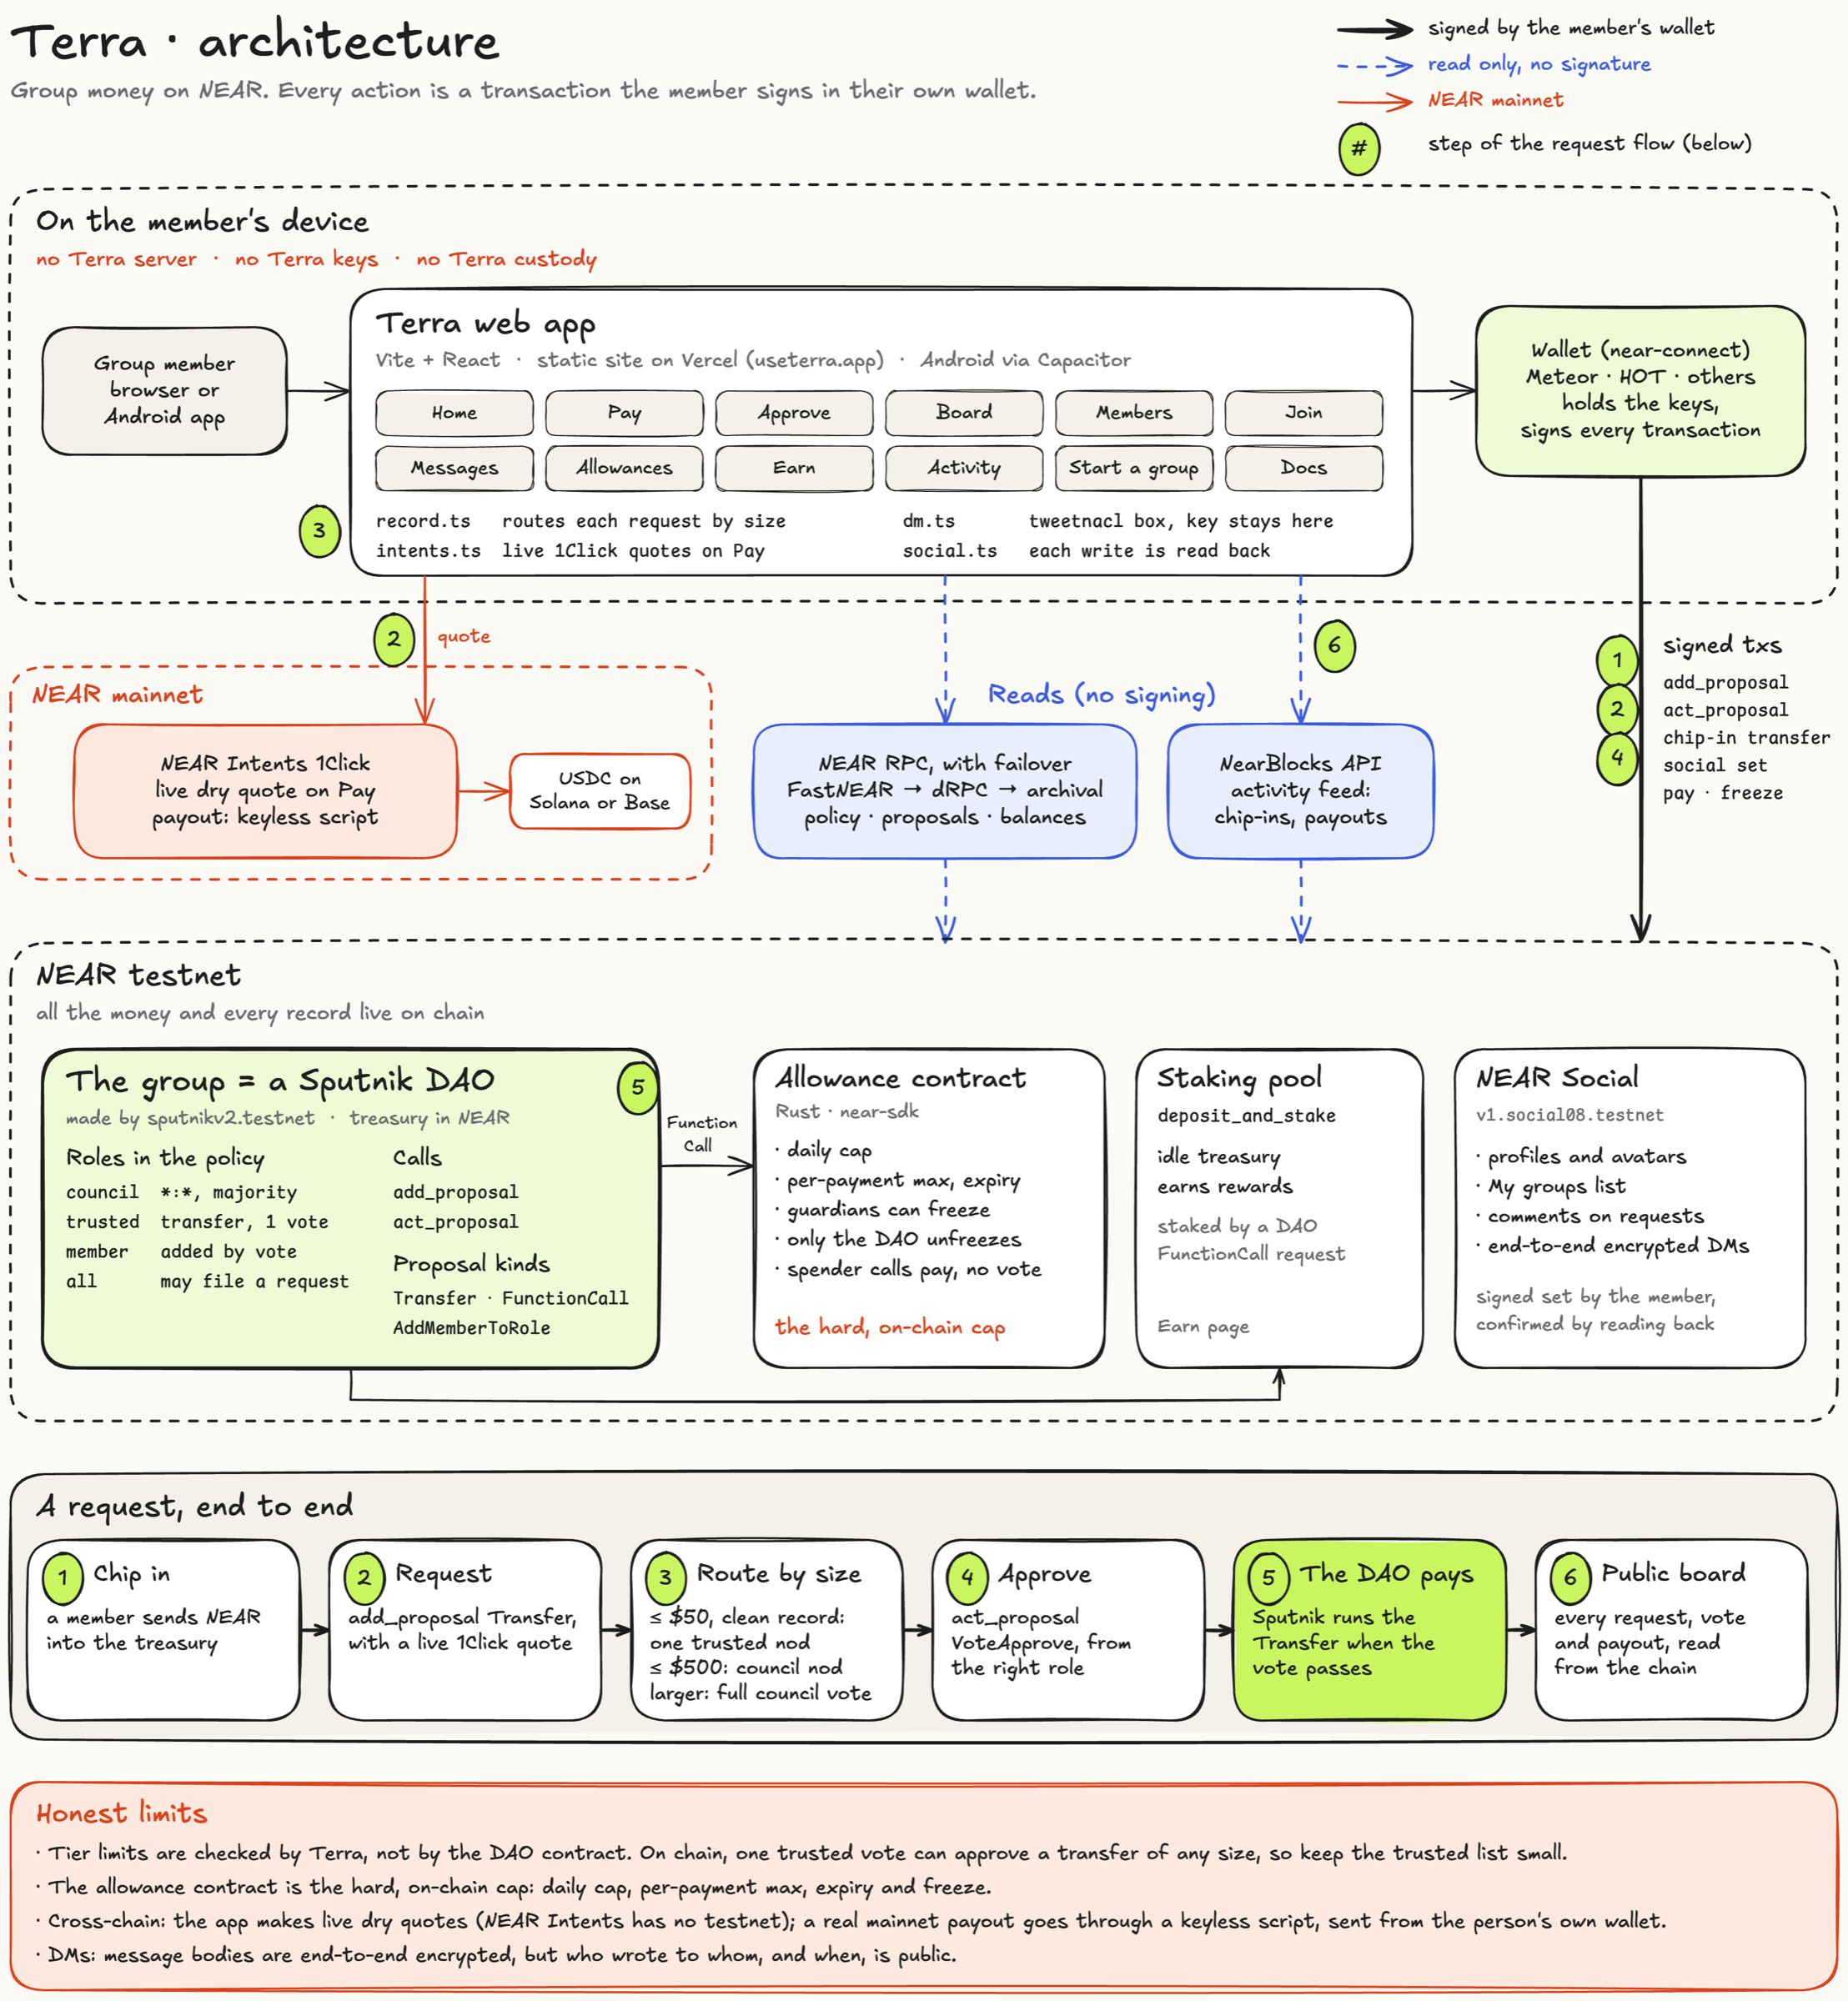 Terra · architecture
Group money on NEAR. Every action is a transaction the member signs in their own wallet.
signed by the member's wallet
read only, no signature
NEAR mainnet
# step of the request flow (below)
On the member's device
no Terra server · no Terra keys · no Terra custody
Group member
browser or
Android app
Terra web app
Vite + React · static site on Vercel (useterra.app) · Android via Capacitor
Home
Pay
Approve
Board
Members
Join
Messages
Allowances
Earn
Activity
Start a group
Docs
3
record.ts routes each request by size
intents.ts live 1Click quotes on Pay
dm.ts tweetnacl box, key stays here
social.ts each write is read back
Wallet (near-connect)
Meteor · HOT · others
holds the keys,
signs every transaction
2
quote
6
1
2
4
signed txs
add_proposal
act_proposal
chip-in transfer
social set
pay · freeze
NEAR mainnet
NEAR Intents 1Click
live dry quote on Pay
payout: keyless script
USDC on
Solana or Base
Reads (no signing)
NEAR RPC, with failover
FastNEAR → dRPC → archival
policy · proposals · balances
NearBlocks API
activity feed:
chip-ins, payouts
NEAR testnet
all the money and every record live on chain
The group = a Sputnik DAO
5
made by sputnikv2.testnet · treasury in NEAR
Roles in the policy
council *:*, majority
trusted transfer, 1 vote
member added by vote
all may file a request
Calls
add_proposal
act_proposal
Proposal kinds
Transfer · FunctionCall
AddMemberToRole
Function
Call
Allowance contract
Rust · near-sdk
· daily cap
· per-payment max, expiry
· guardians can freeze
· only the DAO unfreezes
· spender calls pay, no vote
the hard, on-chain cap
Staking pool
deposit_and_stake
idle treasury
earns rewards
staked by a DAO
FunctionCall request
Earn page
NEAR Social
v1.social08.testnet
· profiles and avatars
· My groups list
· comments on requests
· end-to-end encrypted DMs
signed set by the member,
confirmed by reading back
A request, end to end
1 Chip in
a member sends NEAR
into the treasury
2 Request
add_proposal Transfer,
with a live 1Click quote
3 Route by size
≤ $50, clean record:
one trusted nod
≤ $500: council nod
larger: full council vote
4 Approve
act_proposal
VoteApprove, from
the right role
5 The DAO pays
Sputnik runs the
Transfer when the
vote passes
6 Public board
every request, vote
and payout, read
from the chain
Honest limits
· Tier limits are checked by Terra, not by the DAO contract. On chain, one trusted vote can approve a transfer of any size, so keep the trusted list small.
· The allowance contract is the hard, on-chain cap: daily cap, per-payment max, expiry and freeze.
· Cross-chain: the app makes live dry quotes (NEAR Intents has no testnet); a real mainnet payout goes through a keyless script, sent from the person's own wallet.
· DMs: message bodies are end-to-end encrypted, but who wrote to whom, and when, is public.